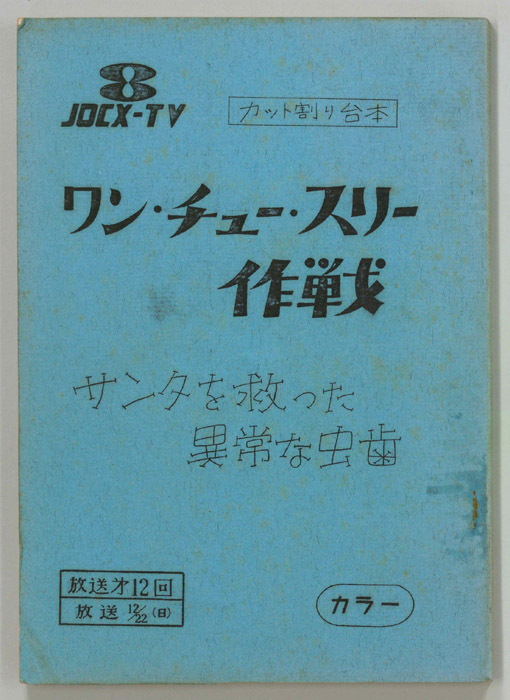 JOCX-TV
カット割り台本
ワン・チュー・スリー
作戦
サンタを救った
異常な虫歯
放送才12回
放送 12/22(日)
カラー